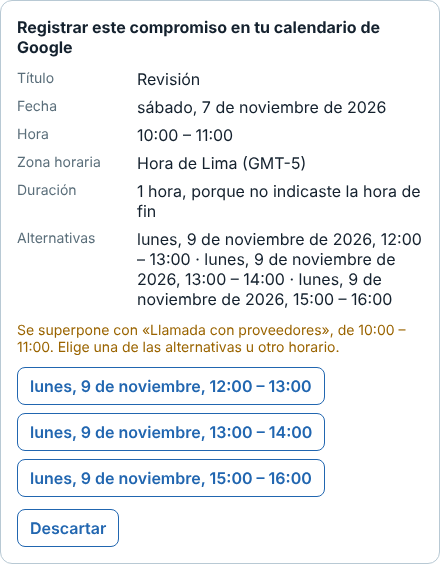 Registrar este compromiso en tu calendario de
Google
Título
Revisión
Fecha
sábado, 7 de noviembre de 2026
Hora
10:00 – 11:00
Zona horaria
Hora de Lima (GMT-5)
Duración
1 hora, porque no indicaste la hora de
fin
Alternativas
lunes, 9 de noviembre de 2026, 12:00
– 13:00 · lunes, 9 de noviembre de
2026, 13:00 – 14:00 · lunes, 9 de
noviembre de 2026, 15:00 – 16:00
Se superpone con «Llamada con proveedores», de 10:00 –
11:00. Elige una de las alternativas u otro horario.
lunes, 9 de noviembre, 12:00 – 13:00
lunes, 9 de noviembre, 13:00 – 14:00
lunes, 9 de noviembre, 15:00 – 16:00
Descartar